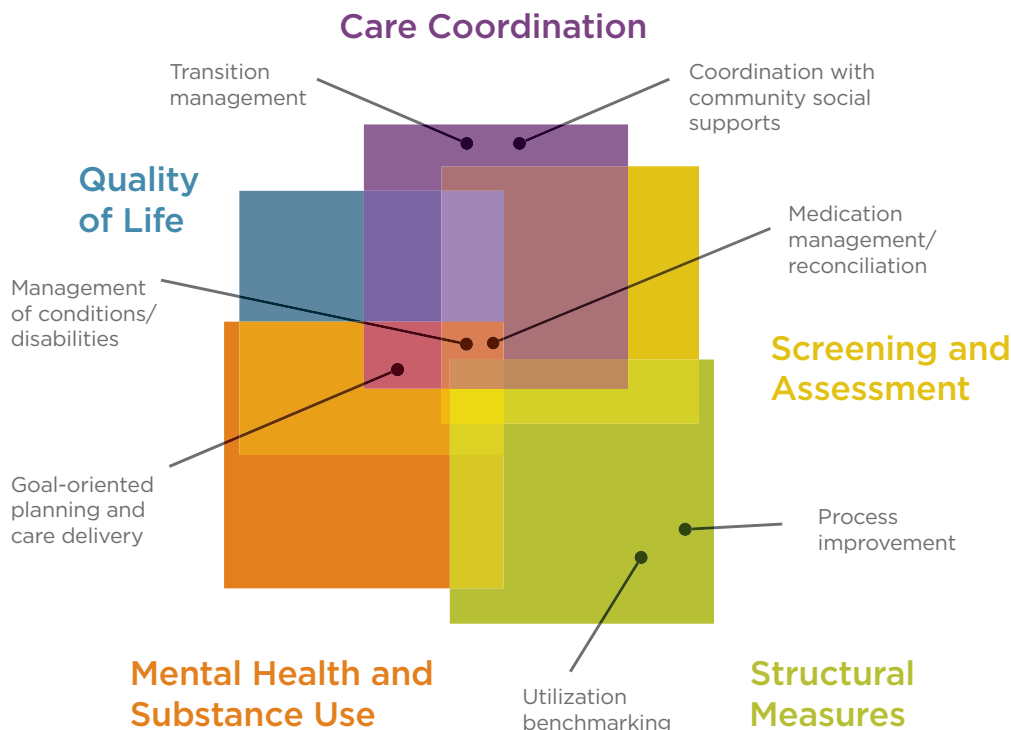 Care Coordination
Transition
management
Coordination with
community social
supports
Quality
of Life
Medication
management/
reconciliation
Management
of conditions/
disabilities
Screening and
Assessment
Goal-oriented
planning and
care delivery
Process
improvement
Mental Health and
Substance Use
Utilization
benchmarking
Structural
Measures